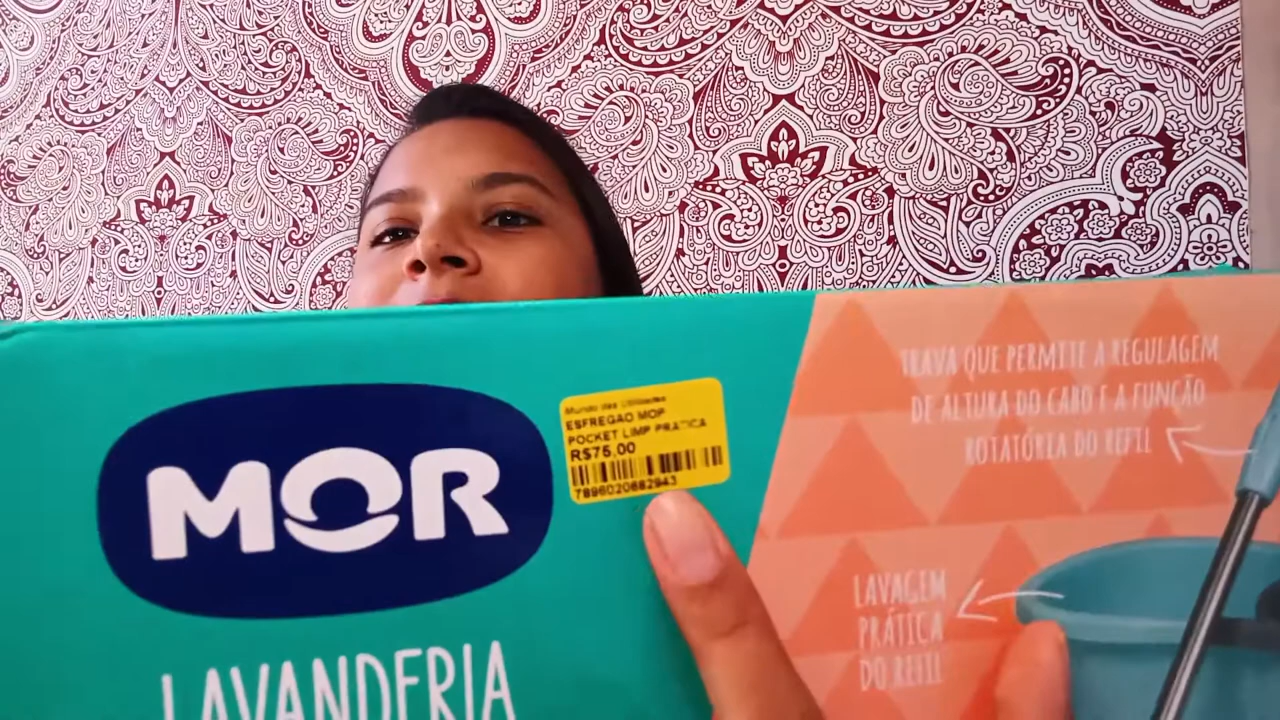 MOR
LAVANDERIA
Mundo das Utilidades
ESFREGAO MOP
POCKET LIMP PRATICA
R$75,00
7896020682943
TRAVA QUE PERMITE A REGULAGEM
DE ALTURA DO CABO E A FUNÇÃO
ROTATÓRIA DO REFIL
LAVAGEM
PRÁTICA
DO REFIL